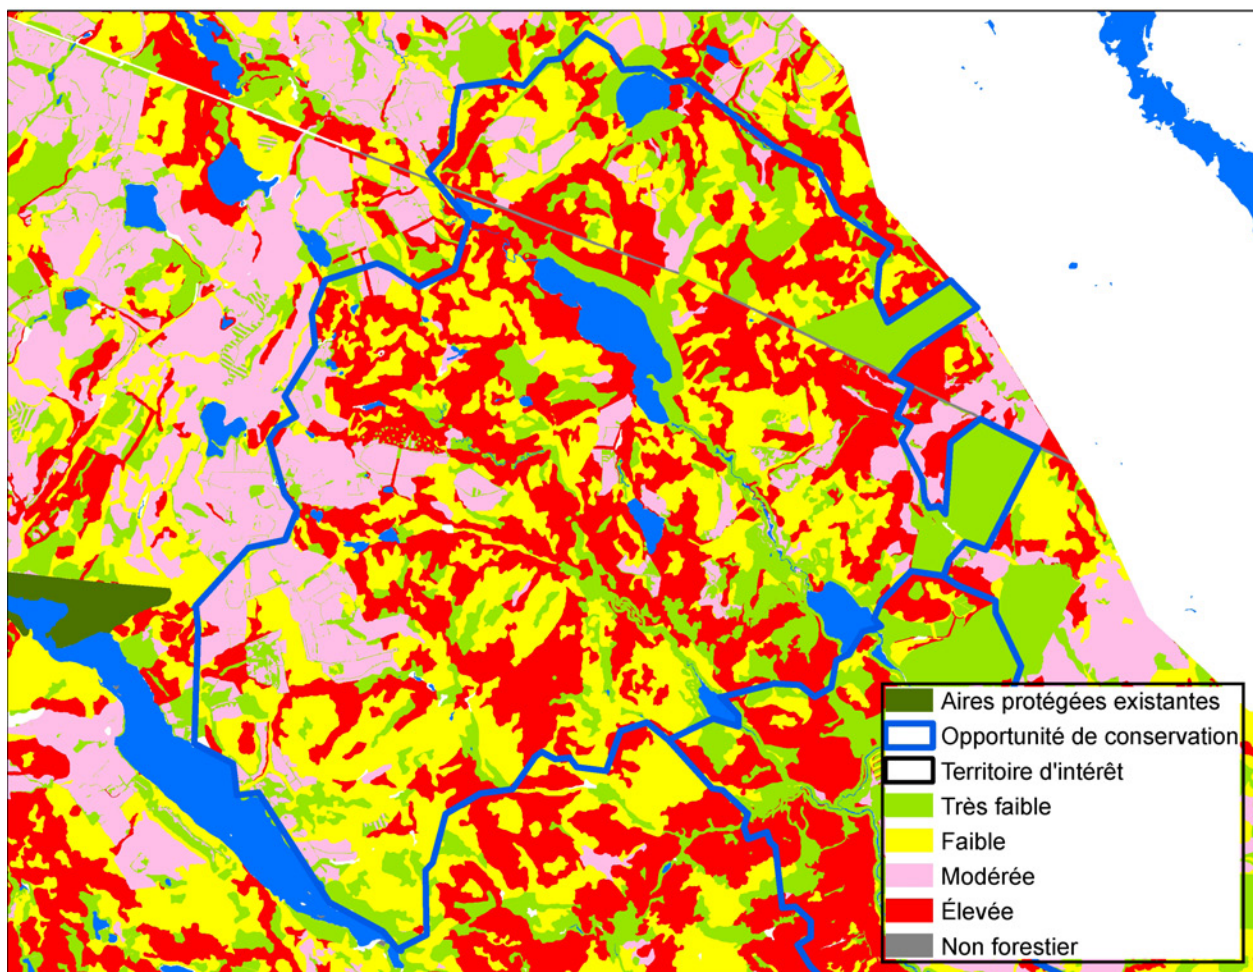 Aires protégées existantes
Opportunité de conservation
Territoire d'intérêt
Très faible
Faible
Modérée
Élevée
Non forestier